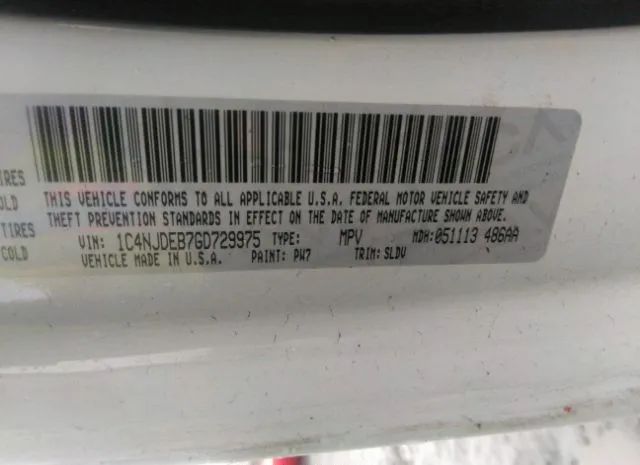 IRES
OLD
TIRES
COLD
THIS VEHICLE CONFORMS TO ALL APPLICABLE U.S.A. FEDERAL MOTOR VEHICLE SAFETY AND
THEFT PREVENTION STANDARDS IN EFFECT ON THE DATE OF MANUFACTURE SHOWN ABOVE.
VIN: 1C4NJDEB7GD729975 TYPE: MPV MDH:051113 486AA
VEHICLE MADE IN U.S.A. PAINT: PW7 TRIM: SLDV